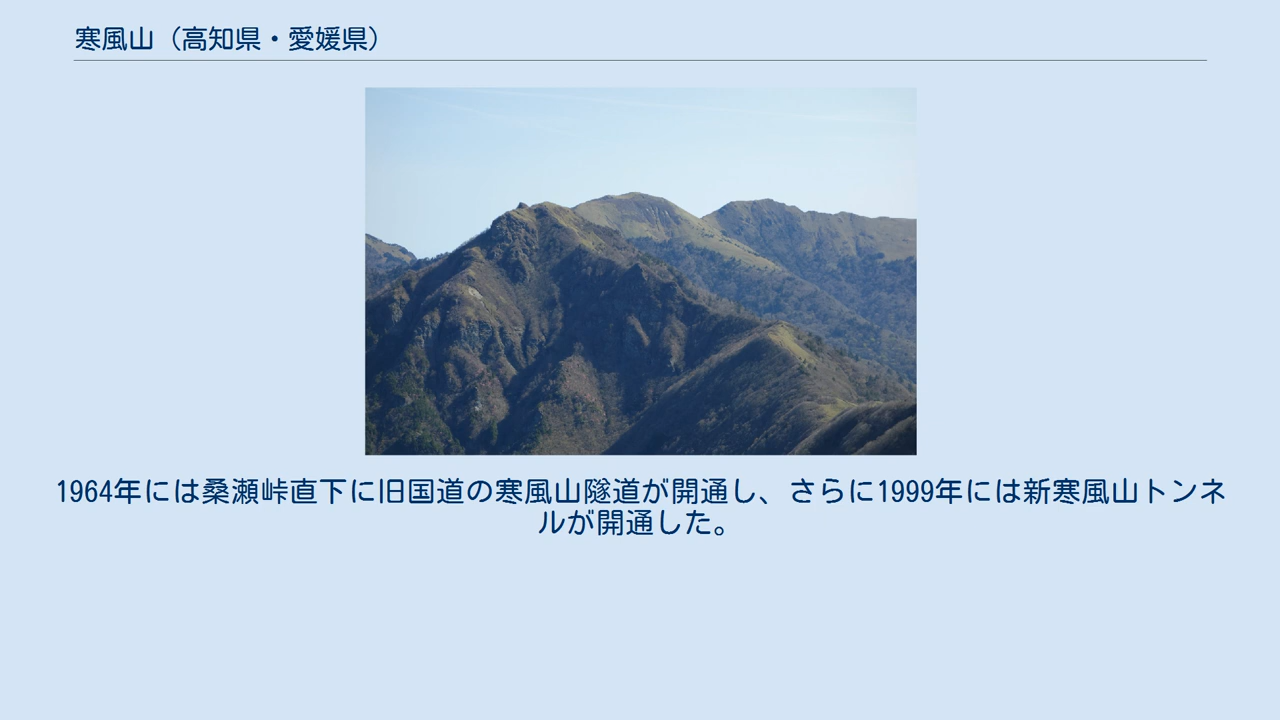 寒風山（高知県・愛媛県）
1964年には桑瀬峠直下に旧国道の寒風山隧道が開通し、さらに1999年には新寒風山トンネ
ルが開通した。